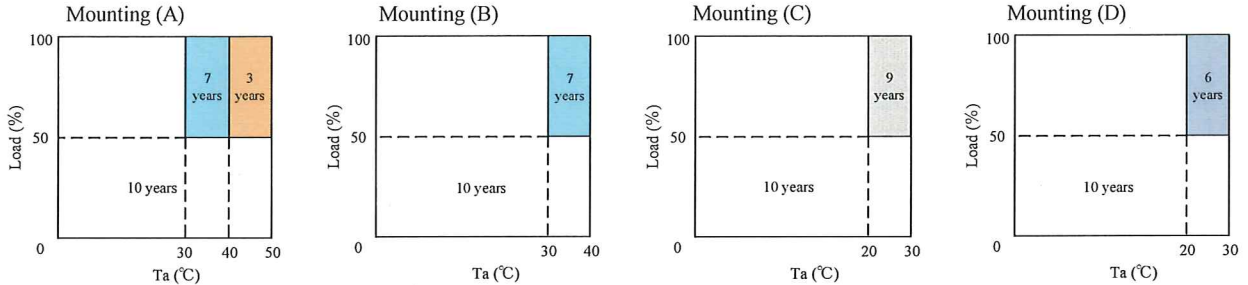 Mounting (A)
100
7
years
3
years
Load (%)
50
10 years
0
30
40
50
Ta (℃)
Mounting (B)
100
7
years
Load (%)
50
10 years
0
30
40
Ta (℃)
Mounting (C)
100
9
years
Load (%)
50
10 years
0
20
30
Ta (℃)
Mounting (D)
100
6
years
Load (%)
50
10 years
0
20
30
Ta (℃)